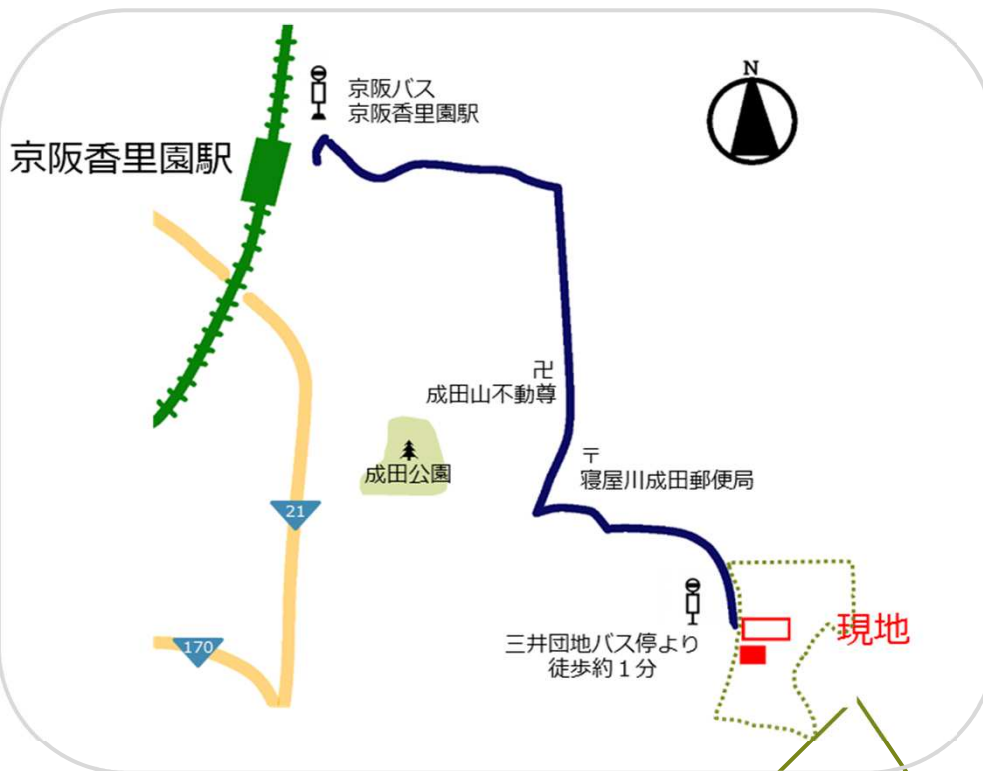 京阪バス
京阪香里園駅
N
京阪香里園駅
卍
成田山不動尊
〒
寝屋川成田郵便局
成田公園
21
三井団地バス停より
徒歩約１分
現地
170